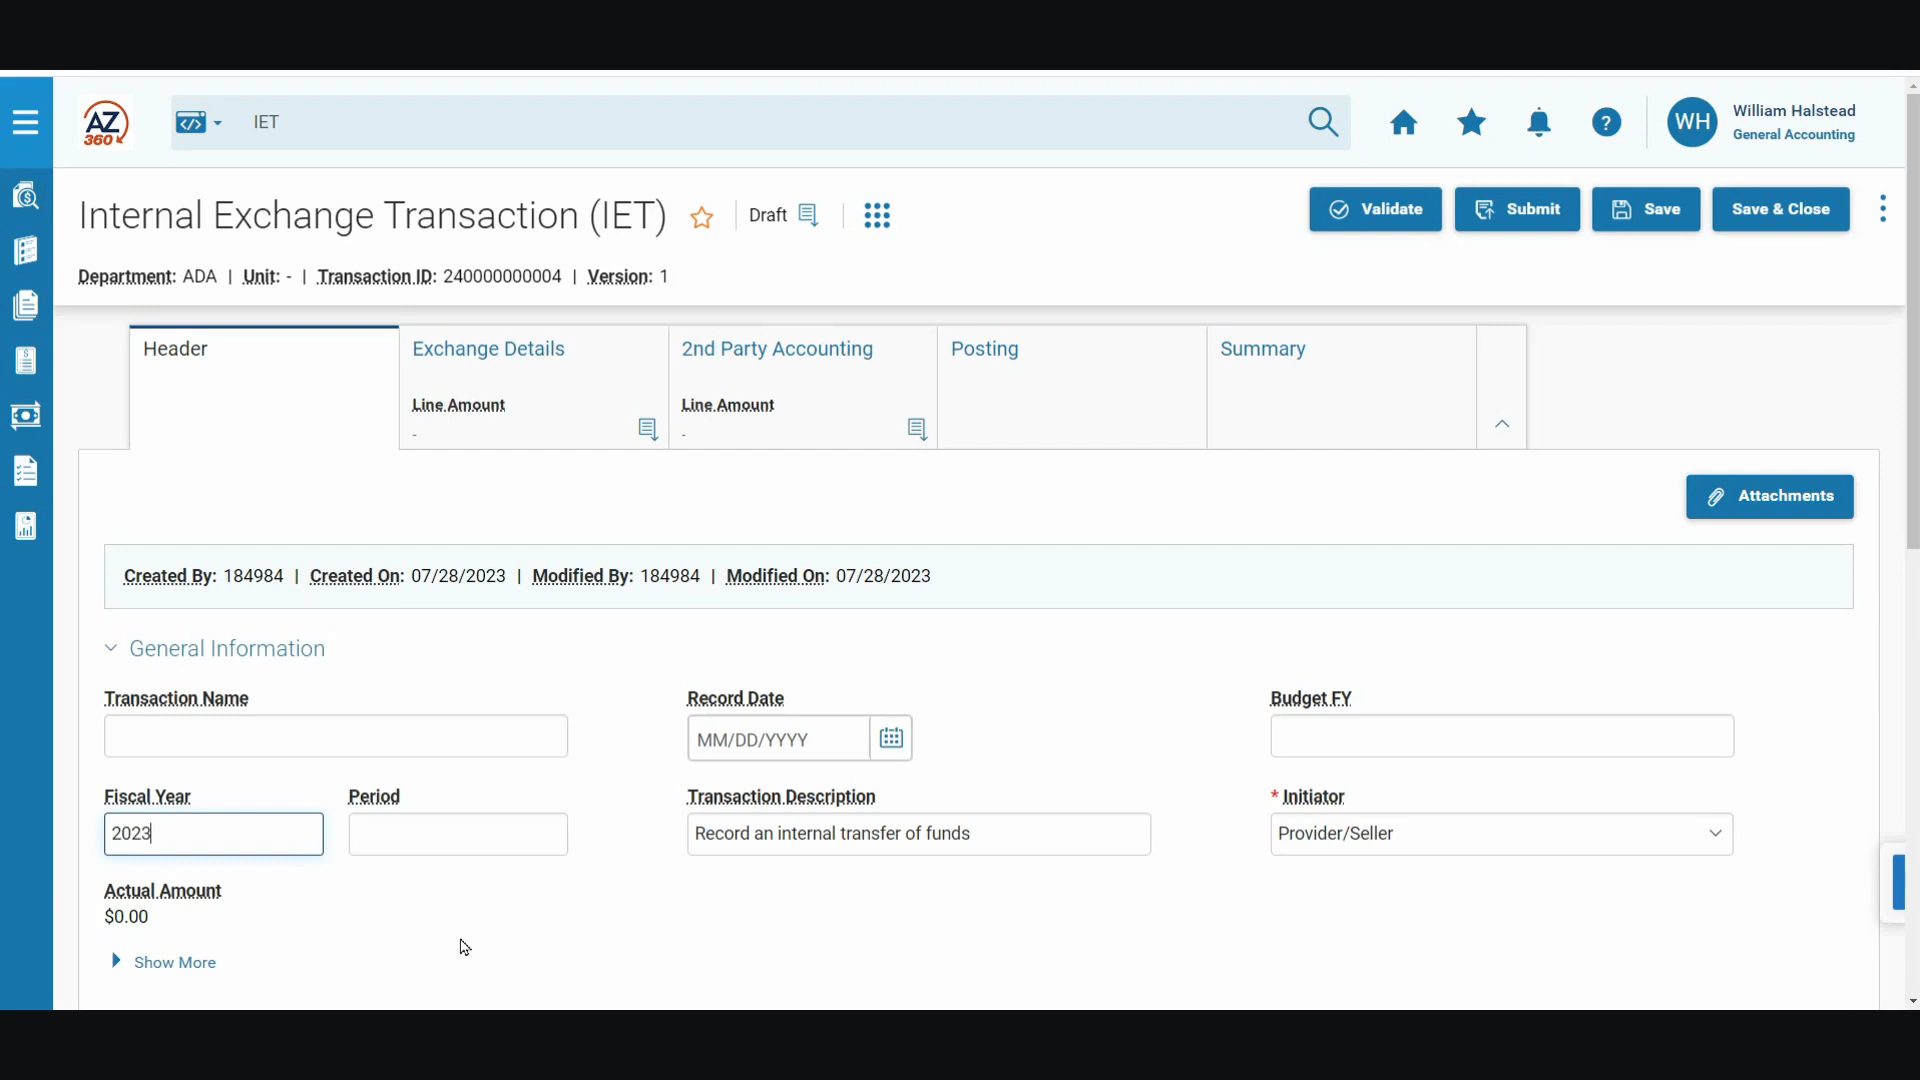 AZ
360
IET
WH
William Halstead
General Accounting
Internal Exchange Transaction (IET)
Draft
Validate
Submit
Save
Save & Close
Department: ADA | Unit: - | Transaction ID: 240000000004 | Version: 1
Header
Exchange Details
2nd Party Accounting
Posting
Summary
Line Amount
-
Line Amount
-
Attachments
Created By: 184984 | Created On: 07/28/2023 | Modified By: 184984 | Modified On: 07/28/2023
General Information
Transaction Name
Record Date
Budget FY
MM/DD/YYYY
Fiscal Year
Period
Transaction Description
* Initiator
2023
Record an internal transfer of funds
Provider/Seller
Actual Amount
$0.00
Show More